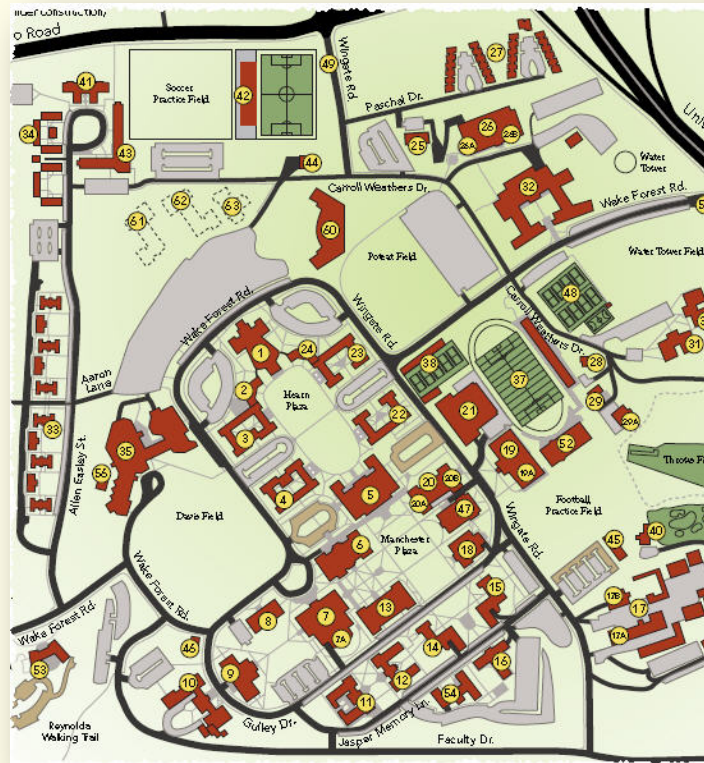 o Road
Wingate Rd
49
27
41
Soccer
Practice Field
42
Paschal Dr.
34
43
26
25
26A
26B
Water
Tower
44
Carroll Weathers Dr.
32
Wake Forest Rd.
61
62
63
60
Poteat Field
Water Tower Field
48
Wake Forest Rd.
Wingate Rd.
Carroll Weathers Dr.
31
1
24
23
38
28
37
Aaron
Lana
2
Hearn
Plaza
29
29A
33
3
22
21
35
19
52
19A
Allen Easley St.
56
4
5
20
20B
20A
Football
Practice Field
Davis Field
47
Wingate Rd.
40
6
Manchester
Plaza
18
45
Wake Forest Rd.
15
17B
17
8
7
13
7A
17A
Wake Forest Rd.
46
14
53
9
12
16
10
11
54
Reynolda
Walking Trail
Gulley Dr.
Jasper Memory Ln.
Faculty Dr.